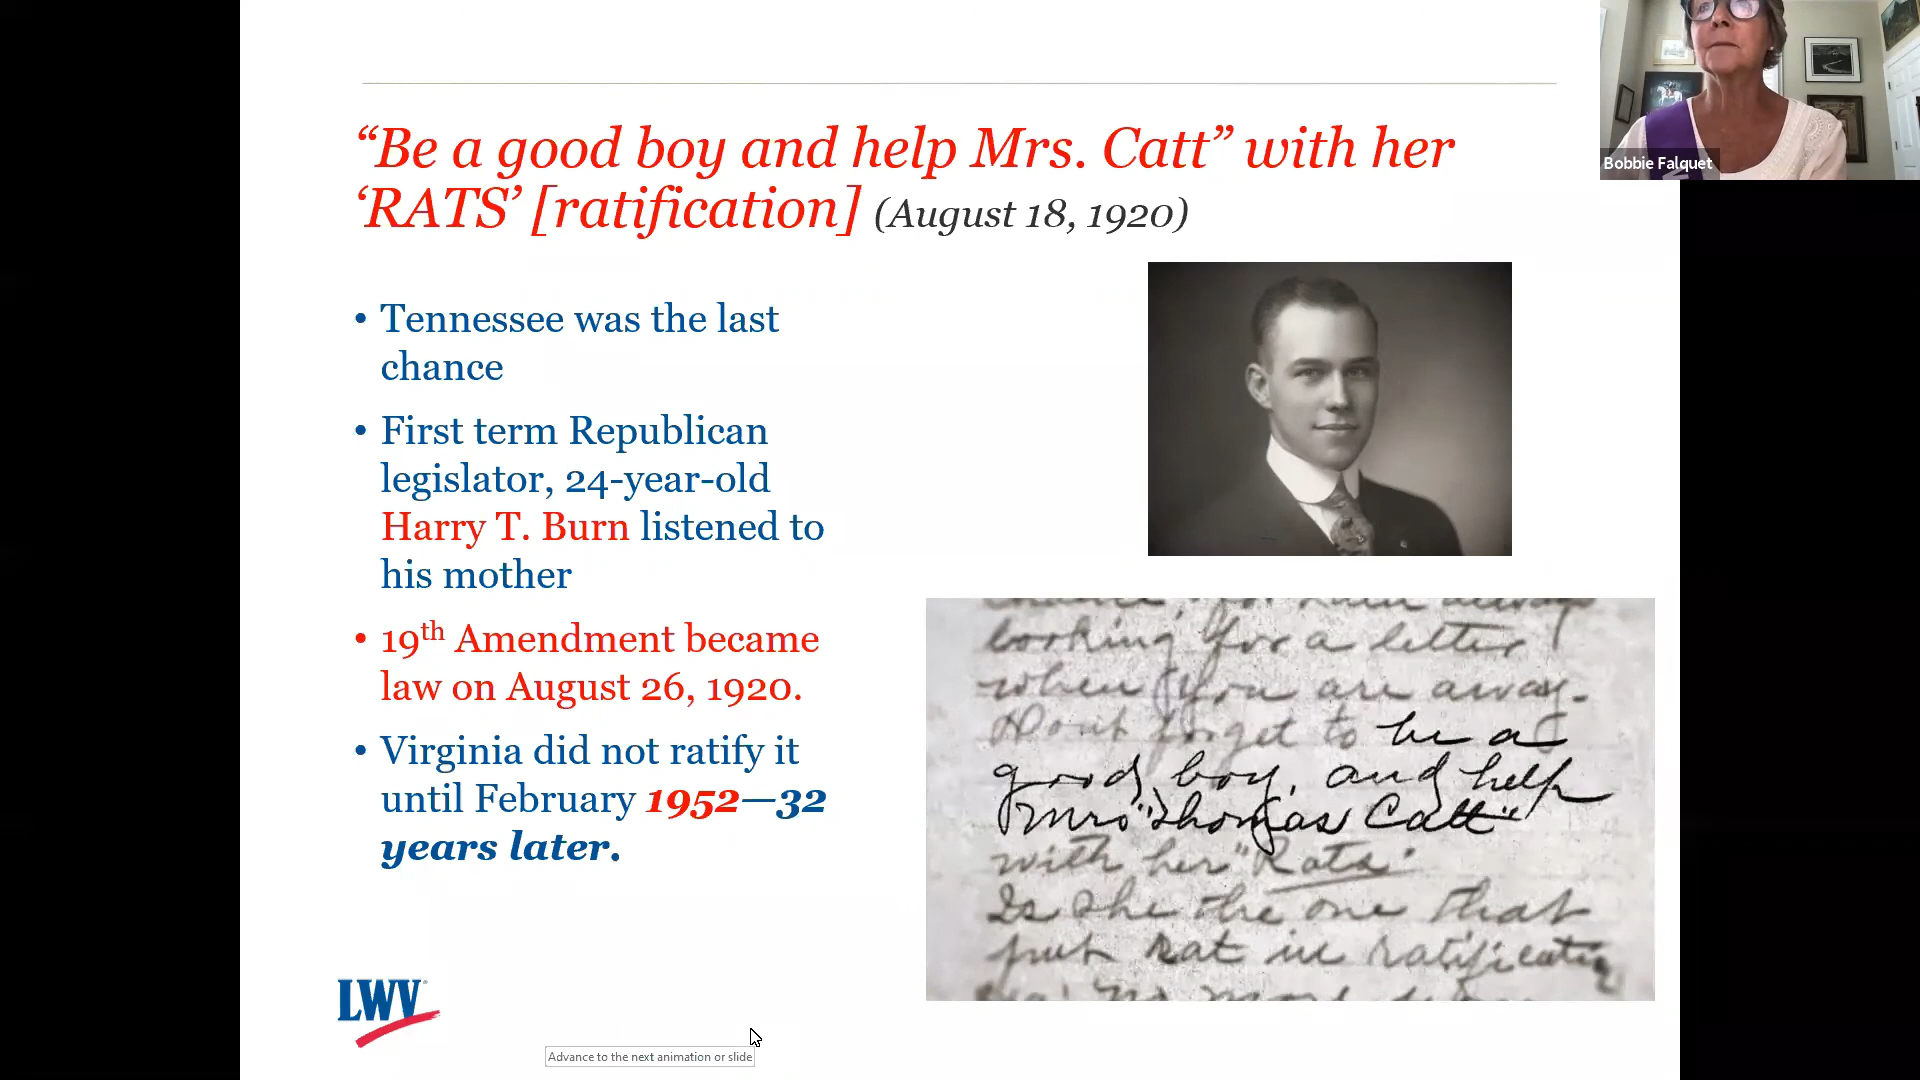 “Be a good boy and help Mrs. Catt” with her
‘RATS’ [ratification] (August 18, 1920)
• Tennessee was the last
chance
• First term Republican
legislator, 24-year-old
Harry T. Burn listened to
his mother
• 19th Amendment became
law on August 26, 1920.
• Virginia did not ratify it
until February 1952—32
years later.
looking for a letter
when you are away.
Dont forget to be a
good boy, and help
Mrs "Thomas Catt"
with her "Rats"
Is she the one that
put rat in ratification
LWV
Advance to the next animation or slide
Bobbie Falquet